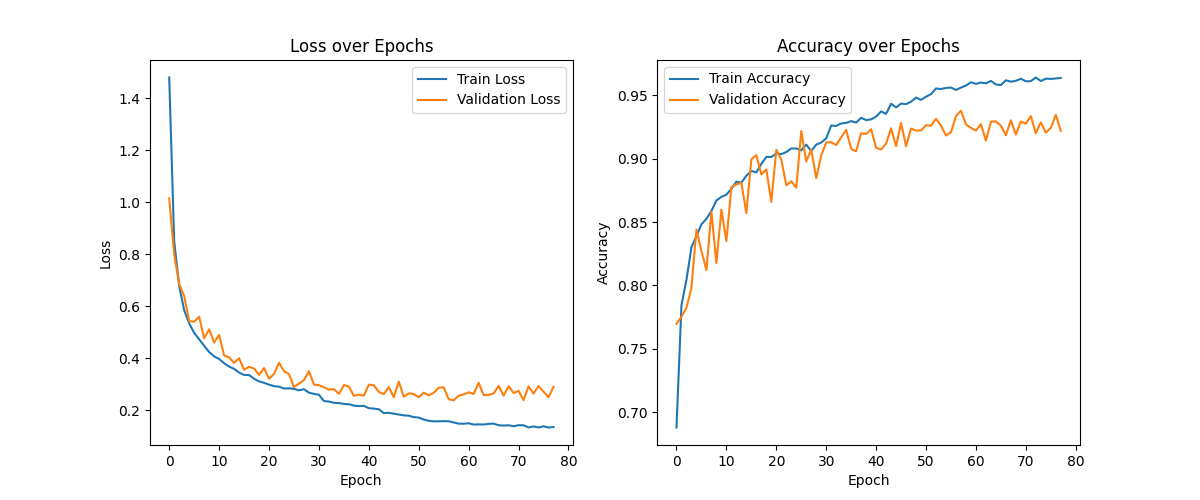 Loss over Epochs
Train Loss
Validation Loss
1.4
1.2
1.0
0.8
0.6
0.4
0.2
Loss
0 10 20 30 40 50 60 70 80
Epoch
Accuracy over Epochs
Train Accuracy
Validation Accuracy
0.95
0.90
0.85
0.80
0.75
0.70
Accuracy
0 10 20 30 40 50 60 70 80
Epoch